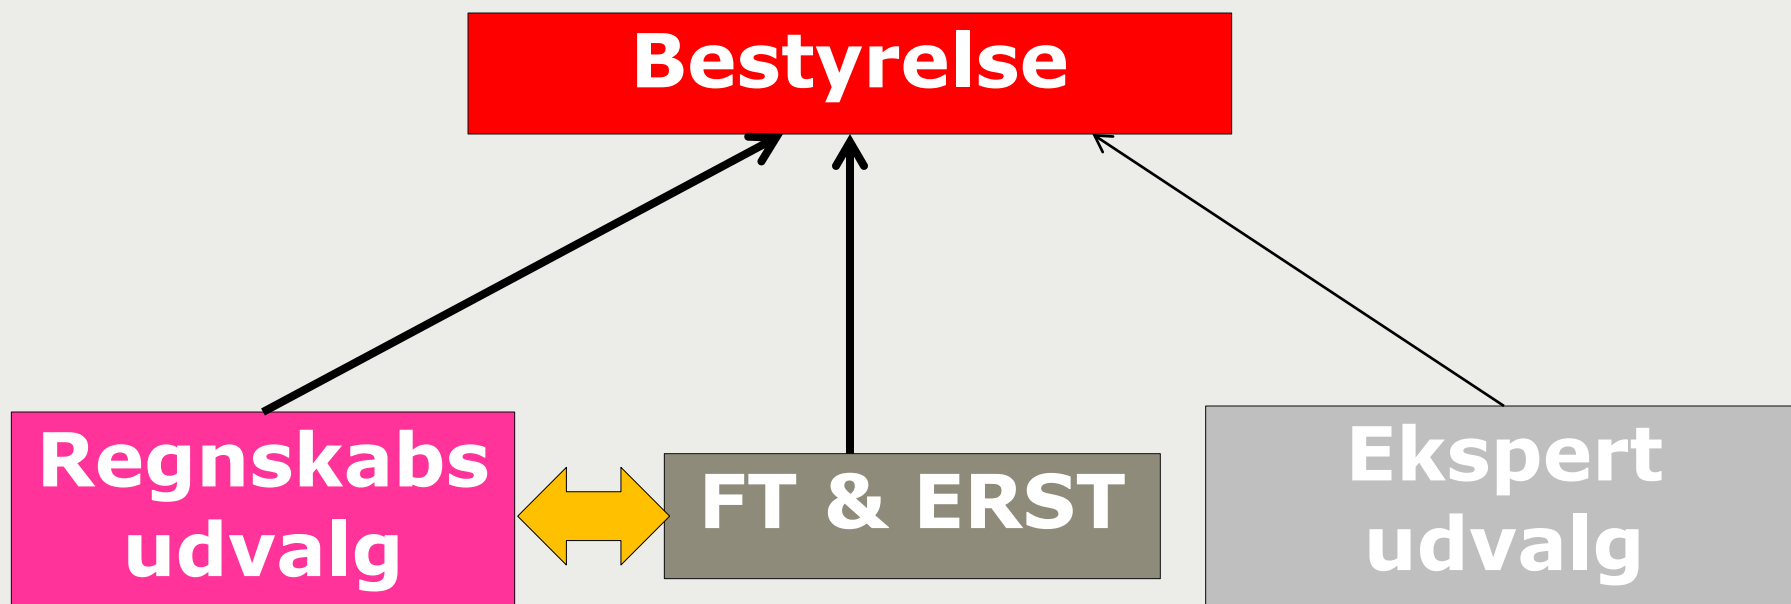 Bestyrelse
Regnskabs
udvalg
FT & ERST
Ekspert
udvalg